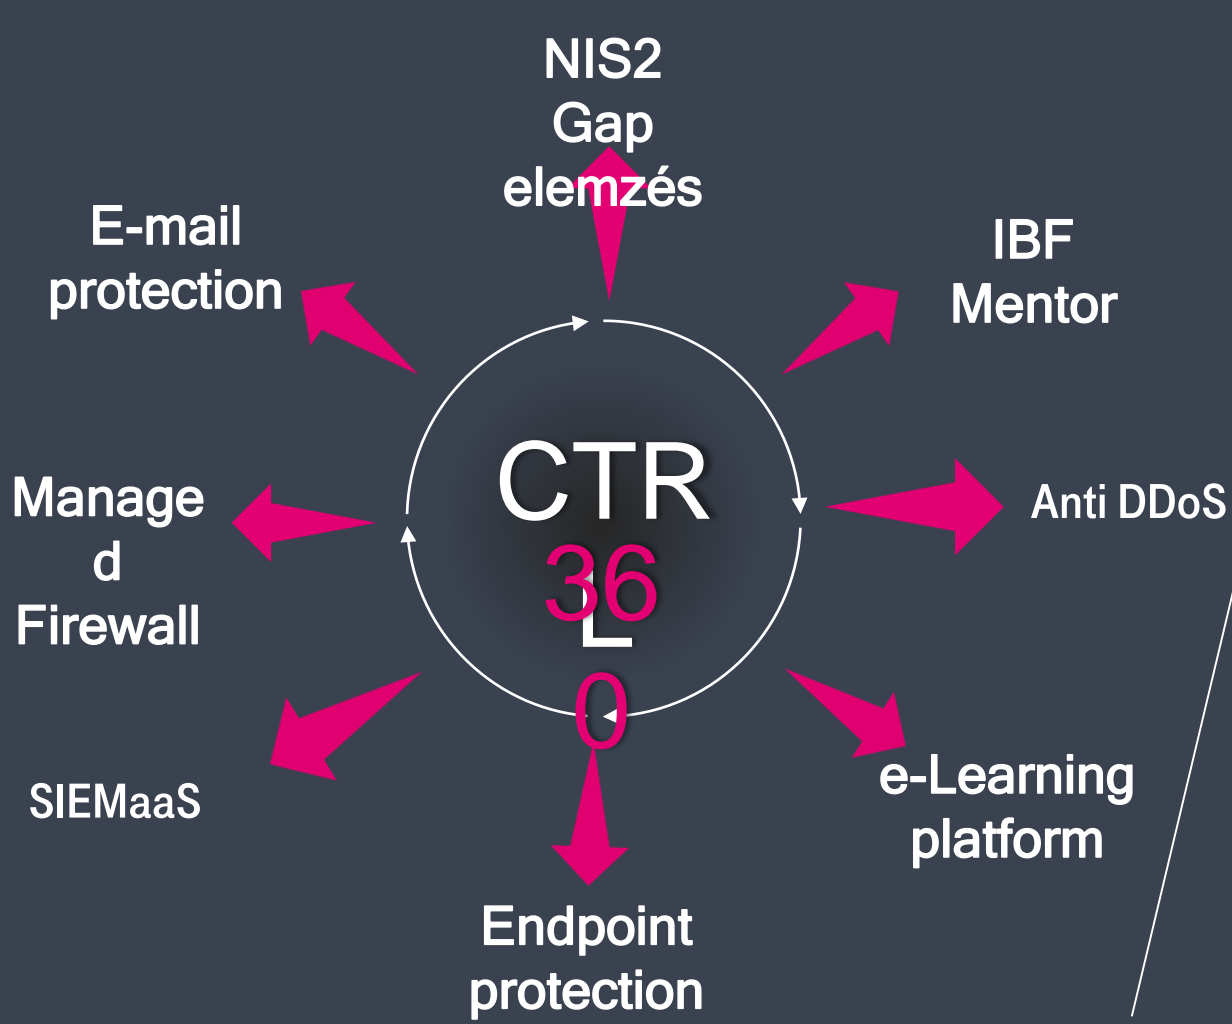 NIS2
Gap
elemzés
E-mail
protection
IBF
Mentor
CTR
L
36
0
Manage
d
Firewall
Anti DDoS
SIEMaaS
e-Learning
platform
Endpoint
protection